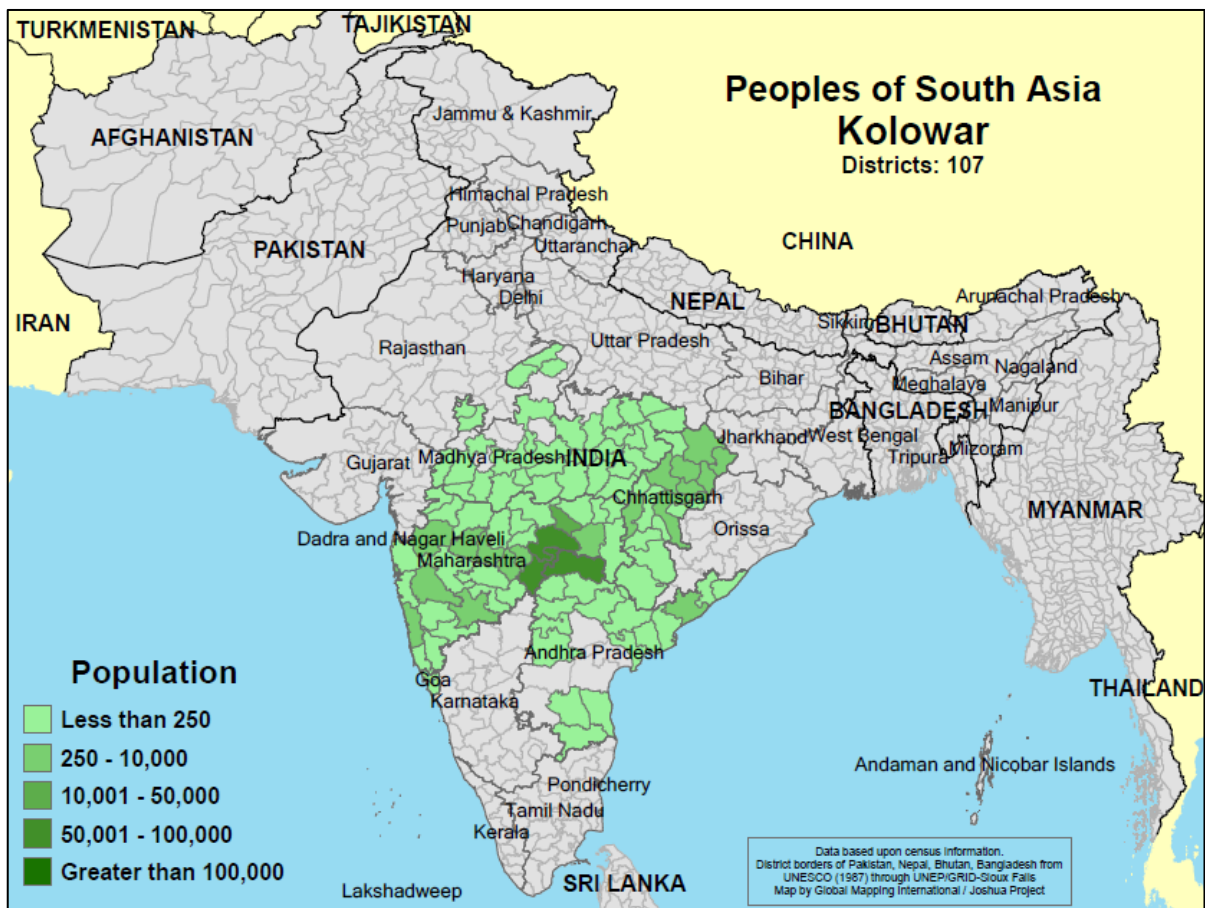 TURKMENISTAN
TAJIKISTAN
Peoples of South Asia
Kolowar
Districts: 107
AFGHANISTAN
Jammu & Kashmir
Himachal Pradesh
Punjab
Chandigarh
Uttaranchal
PAKISTAN
CHINA
Haryana
Delhi
NEPAL
Arunachal Pradesh
IRAN
Sikkim
BHUTAN
Rajasthan
Uttar Pradesh
Assam
Nagaland
Bihar
Meghalaya
BANGLADESH
Manipur
Jharkhand
West Bengal
Mizoram
Tripura
Gujarat
Madhya Pradesh
INDIA
Chhattisgarh
MYANMAR
Orissa
Dadra and Nagar Haveli
Maharashtra
Andhra Pradesh
Goa
Karnataka
THAILAND
Population
Less than 250
250 - 10,000
10,001 - 50,000
50,001 - 100,000
Greater than 100,000
Andaman and Nicobar Islands
Pondicherry
Tamil Nadu
Kerala
Lakshadweep
SRI LANKA
Data based upon census information.
District borders of Pakistan, Nepal, Bhutan, Bangladesh from
UNESCO (1987) through UNEP/GRID-Sioux Falls
Map by Global Mapping International / Joshua Project